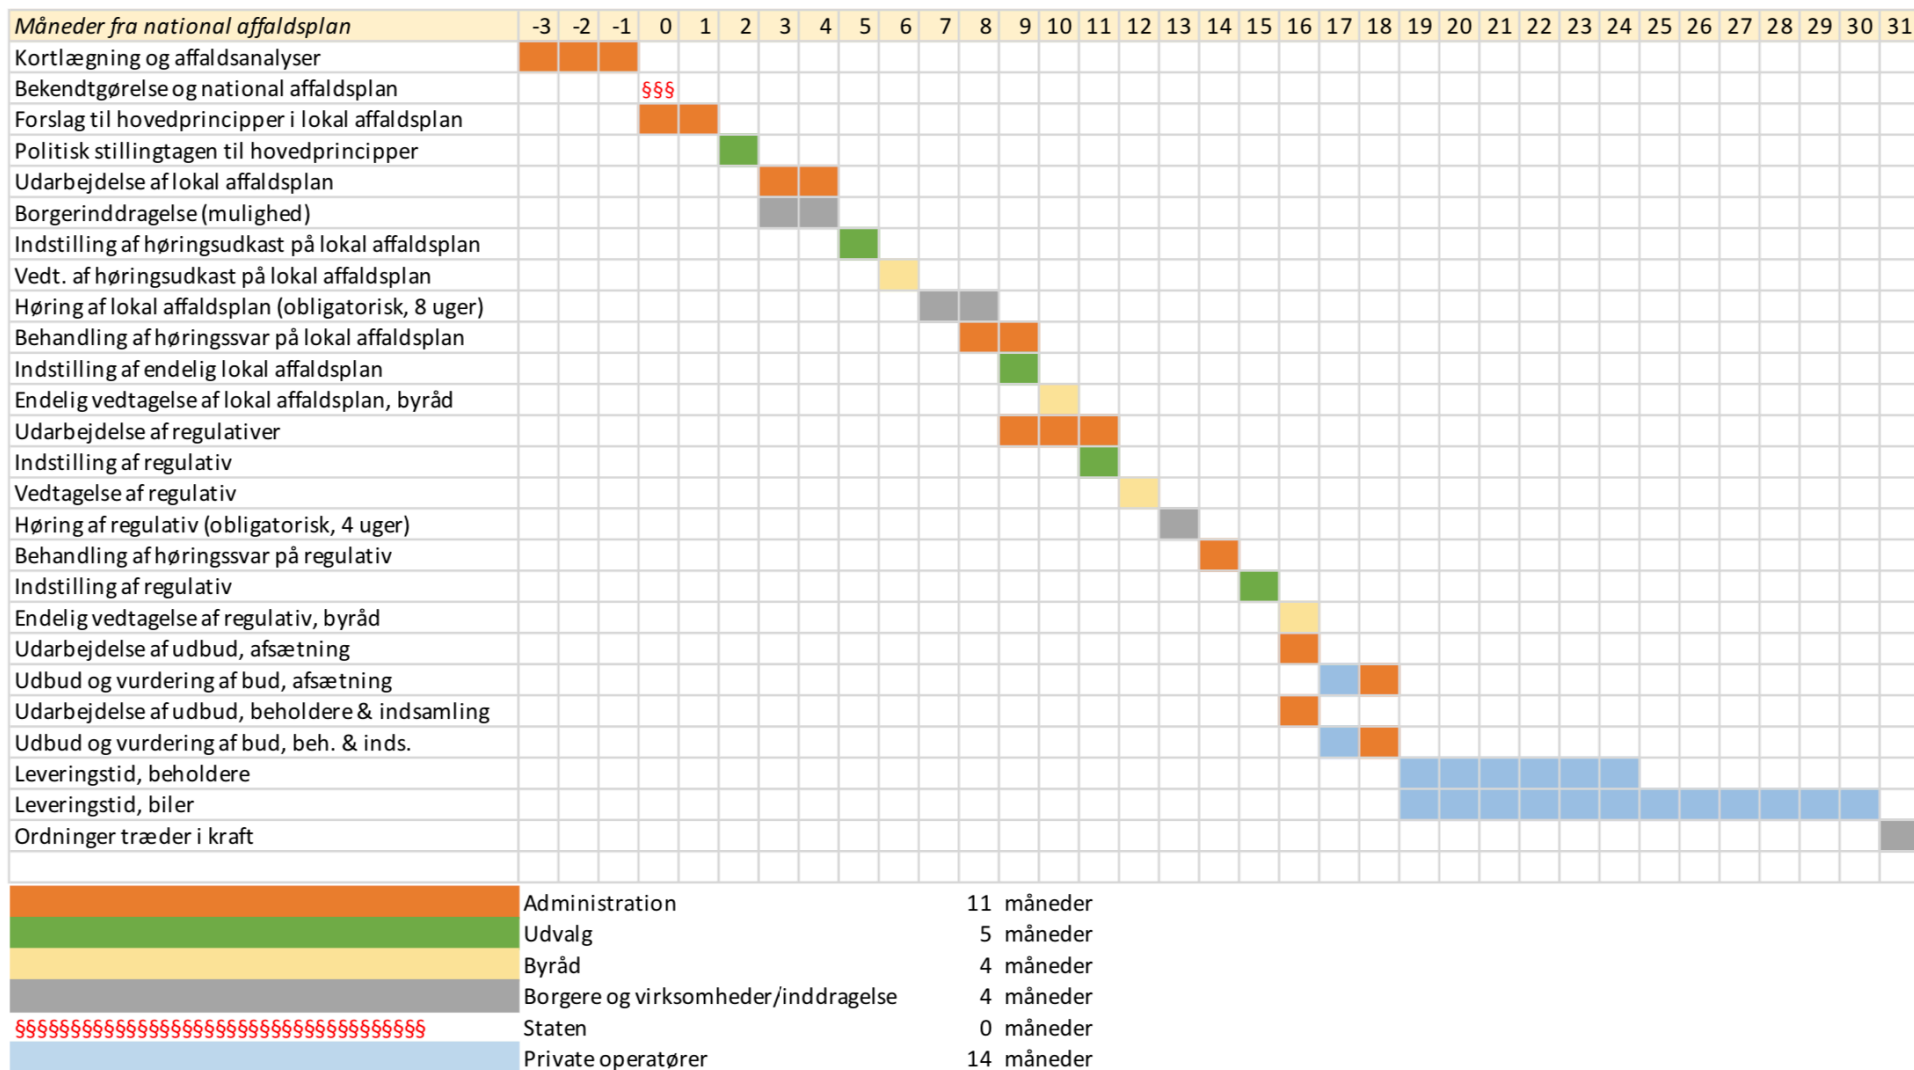 Måneder fra national affaldsplan -3 -2 -1 0 1 2 3 4 5 6 7 8 9 10 11 12 13 14 15 16 17 18 19 20 21 22 23 24 25 26 27 28 29 30 31
Kortlægning og affaldsanalyser
Bekendtgørelse og national affaldsplan §§§
Forslag til hovedprincipper i lokal affaldsplan
Politisk stillingtagen til hovedprincipper
Udarbejdelse af lokal affaldsplan
Borgerinddragelse (mulighed)
Indstilling af høringsudkast på lokal affaldsplan
Vedt. af høringsudkast på lokal affaldsplan
Høring af lokal affaldsplan (obligatorisk, 8 uger)
Behandling af høringssvar på lokal affaldsplan
Indstilling af endelig lokal affaldsplan
Endelig vedtagelse af lokal affaldsplan, byråd
Udarbejdelse af regulativer
Indstilling af regulativ
Vedtagelse af regulativ
Høring af regulativ (obligatorisk, 4 uger)
Behandling af høringssvar på regulativ
Indstilling af regulativ
Endelig vedtagelse af regulativ, byråd
Udarbejdelse af udbud, afsætning
Udbud og vurdering af bud, afsætning
Udarbejdelse af udbud, beholdere & indsamling
Udbud og vurdering af bud, beh. & inds.
Leveringstid, beholdere
Leveringstid, biler
Ordninger træder i kraft
Administration 11 måneder
Udvalg 5 måneder
Byråd 4 måneder
Borgere og virksomheder/inddragelse 4 måneder
§§§§§§§§§§§§§§§§§§§§§§§§§§§§§§§§§§§§§ Staten 0 måneder
Private operatører 14 måneder